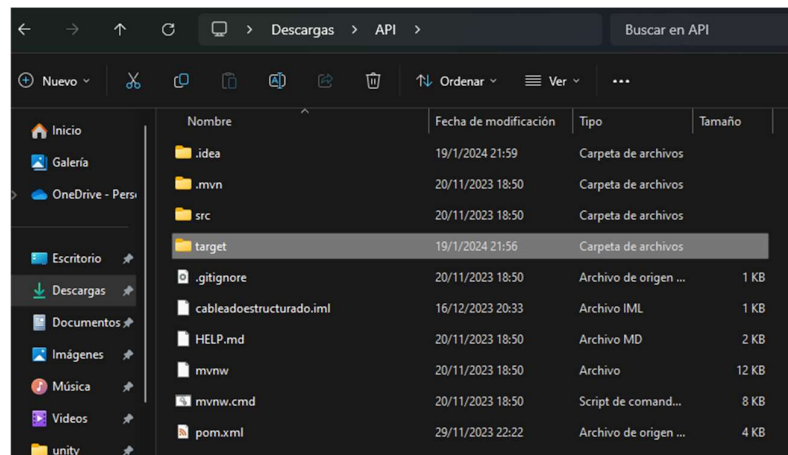 Descargas > API >
Buscar en API
Nuevo
Ordenar
Ver
Inicio
Galería
OneDrive - Perso
Escritorio
Descargas
Documentos
Imágenes
Música
Videos
unity
Nombre Fecha de modificación Tipo Tamaño
.idea 19/1/2024 21:59 Carpeta de archivos
.mvn 20/11/2023 18:50 Carpeta de archivos
src 20/11/2023 18:50 Carpeta de archivos
target 19/1/2024 21:56 Carpeta de archivos
.gitignore 20/11/2023 18:50 Archivo de origen ... 1 KB
cableadoestructurado.iml 16/12/2023 20:33 Archivo IML 1 KB
HELP.md 20/11/2023 18:50 Archivo MD 2 KB
mvnw 20/11/2023 18:50 Archivo 12 KB
mvnw.cmd 20/11/2023 18:50 Script de comand... 8 KB
pom.xml 29/11/2023 22:22 Archivo de origen ... 4 KB